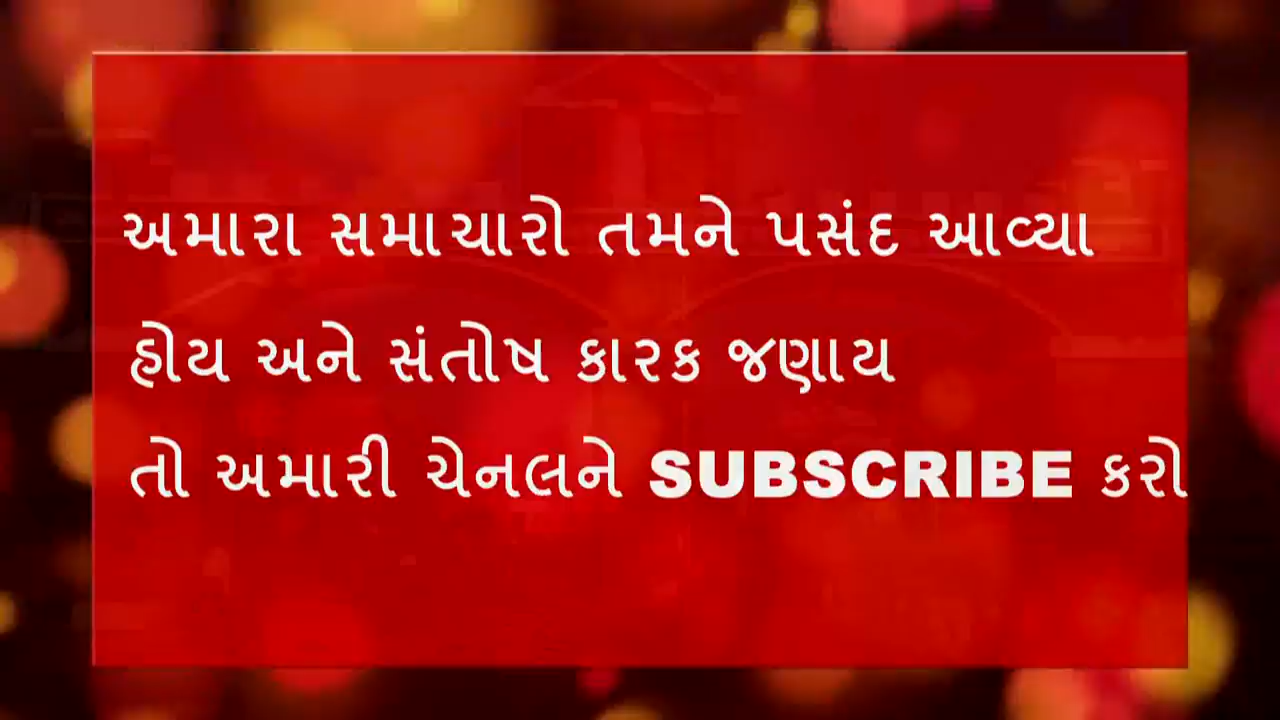 અમારા સમાચારો તમને પસંદ આવ્યા
હોય અને સંતોષ કારક જણાય
તો અમારી ચેનલને SUBSCRIBE કરો